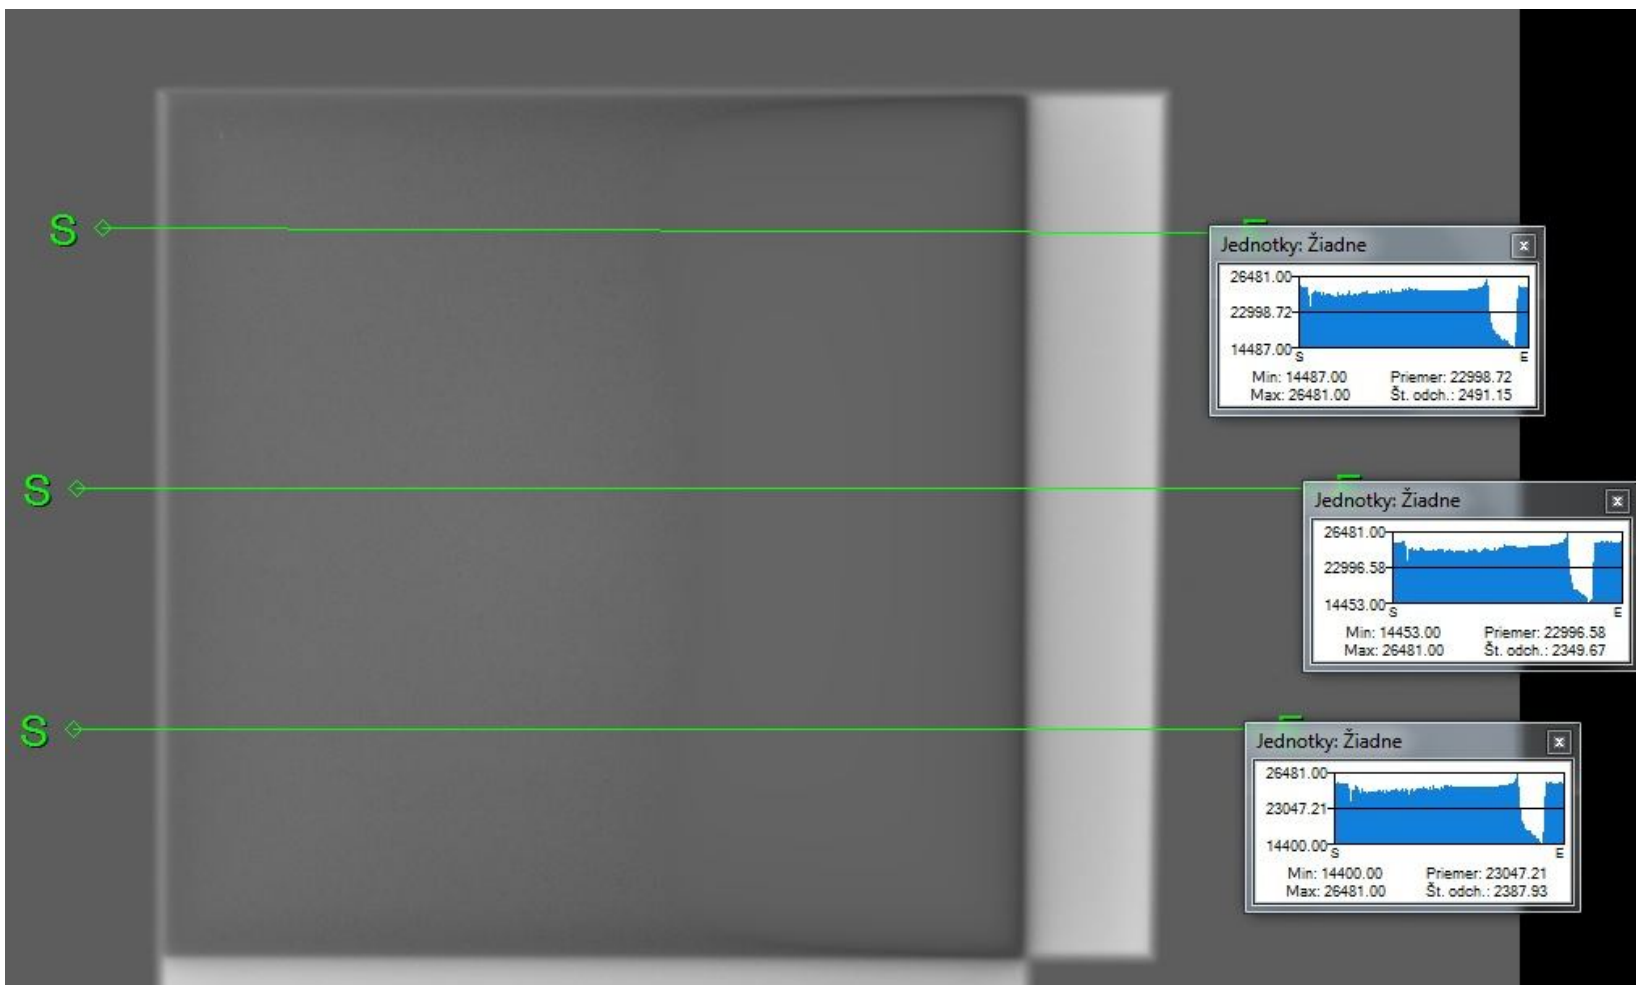 S
Jednotky: Žiadne
26481.00
22998.72
14487.00
S E
Min: 14487.00 Priemer: 22998.72
Max: 26481.00 Št. odch.: 2491.15
S
Jednotky: Žiadne
26481.00
22996.58
14453.00
S E
Min: 14453.00 Priemer: 22996.58
Max: 26481.00 Št. odch.: 2349.67
S
Jednotky: Žiadne
26481.00
23047.21
14400.00
S E
Min: 14400.00 Priemer: 23047.21
Max: 26481.00 Št. odch.: 2387.93